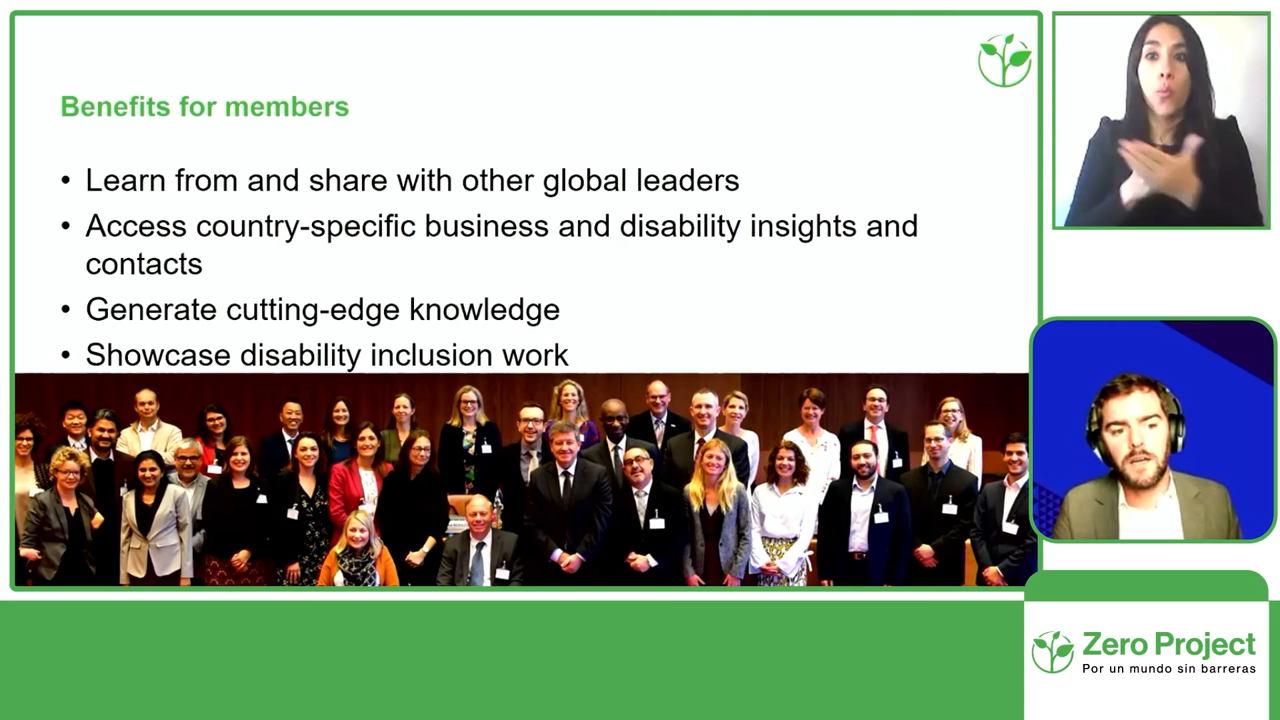 Benefits for members
• Learn from and share with other global leaders
• Access country-specific business and disability insights and
contacts
• Generate cutting-edge knowledge
• Showcase disability inclusion work
Zero Project
Por un mundo sin barreras